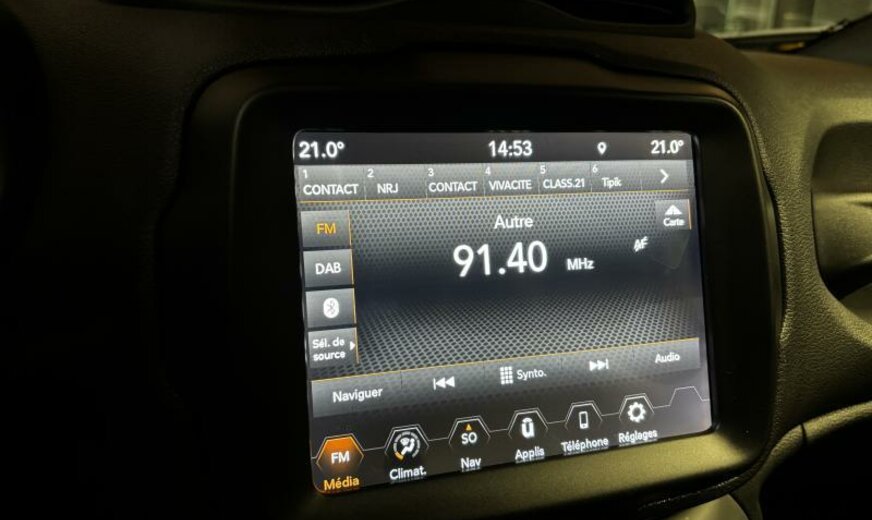 21.0° 14:53 21.0°
1 CONTACT 2 NRJ 3 CONTACT 4 VIVACITE 5 CLASS.21 6 Tipik
FM
Autre
Carte
DAB
91.40 MHz
AF
Sél. de
source
Naviguer Synto. Audio
FM SO
Média Climat. Nav Applis Téléphone Réglages